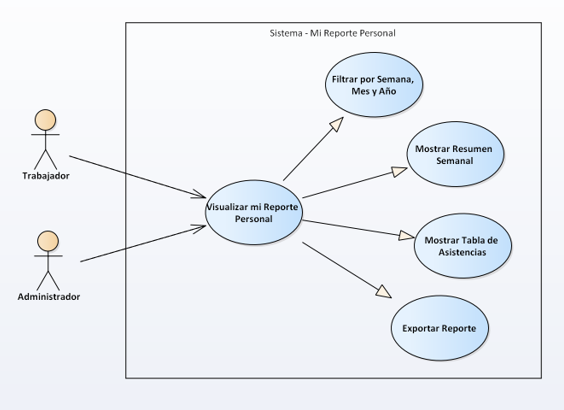 Sistema - Mi Reporte Personal
Filtrar por Semana,
Mes y Año
Mostrar Resumen
Semanal
Trabajador
Visualizar mi Reporte
Personal
Mostrar Tabla de
Asistencias
Administrador
Exportar Reporte